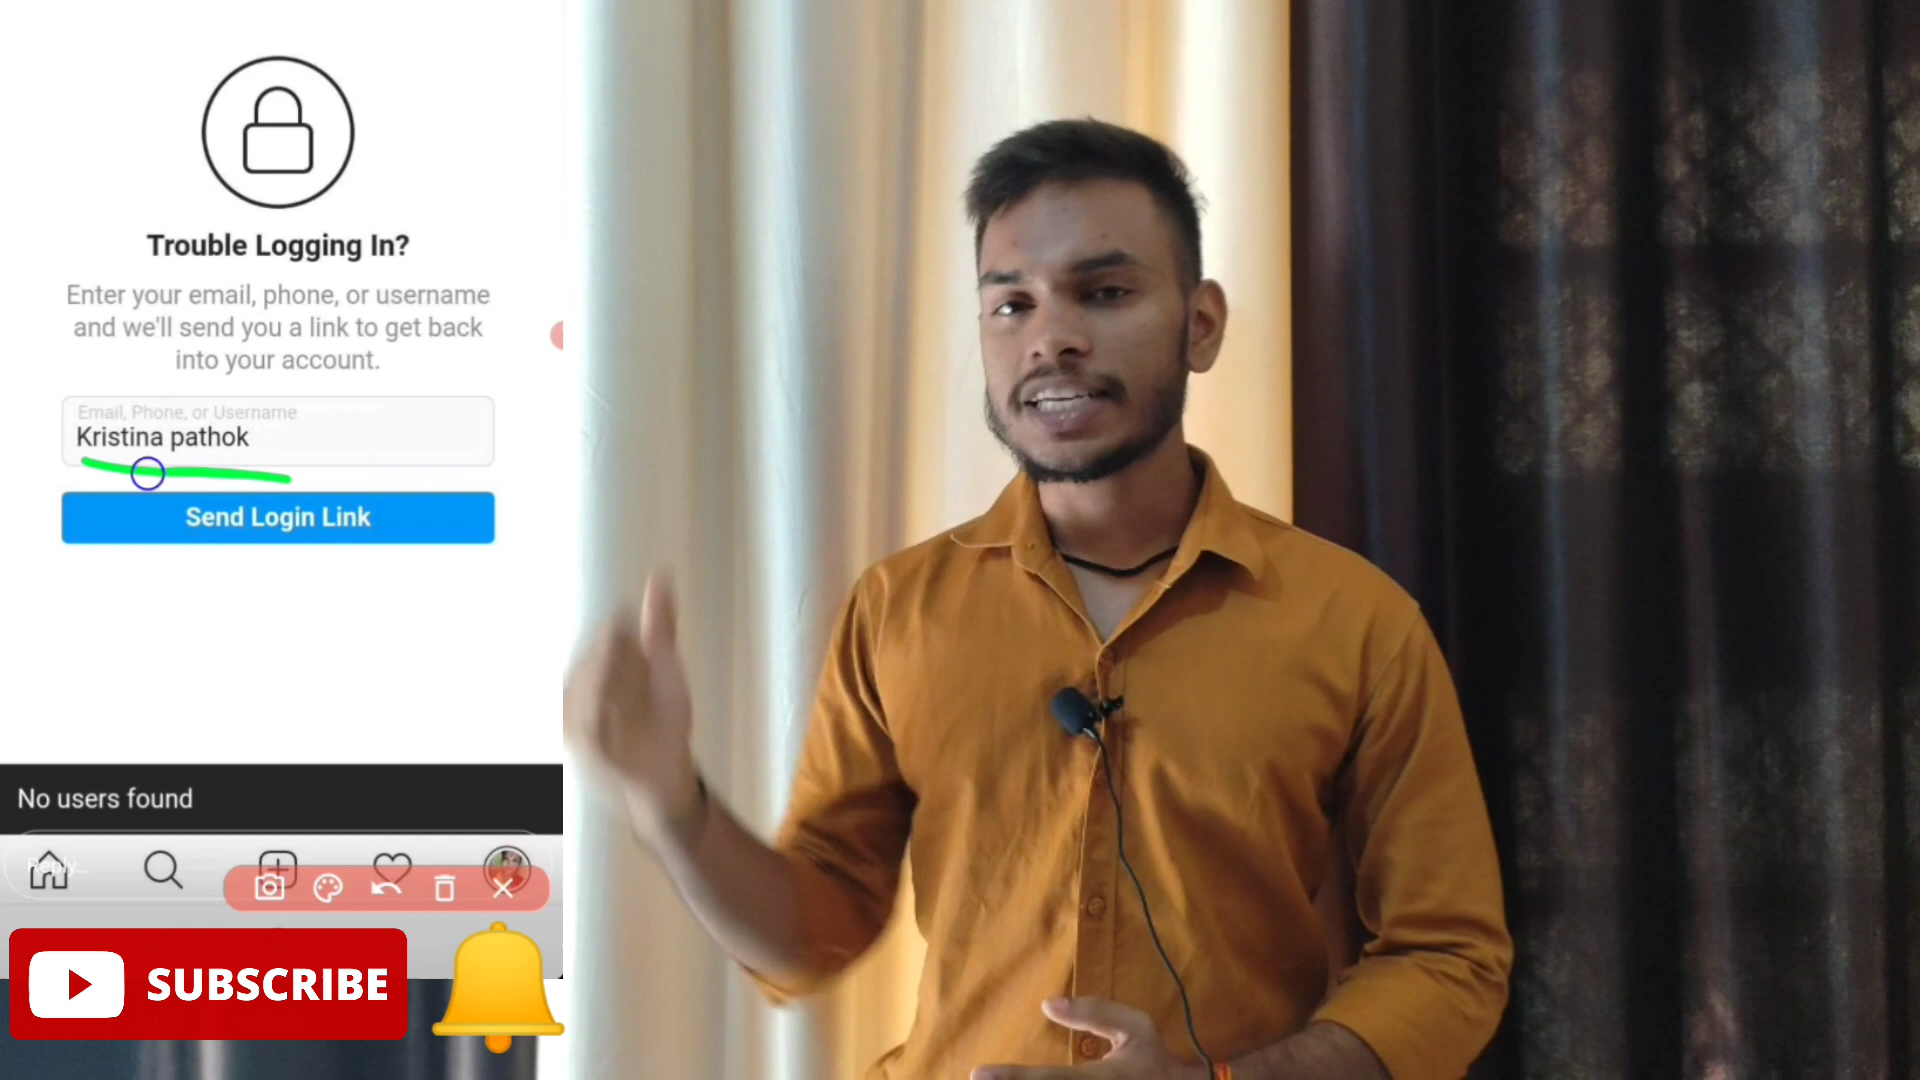 Trouble Logging In?
Enter your email, phone, or username
and we'll send you a link to get back
into your account.
Email, Phone, or Username
Kristina pathok
Send Login Link
No users found
Reply...
SUBSCRIBE